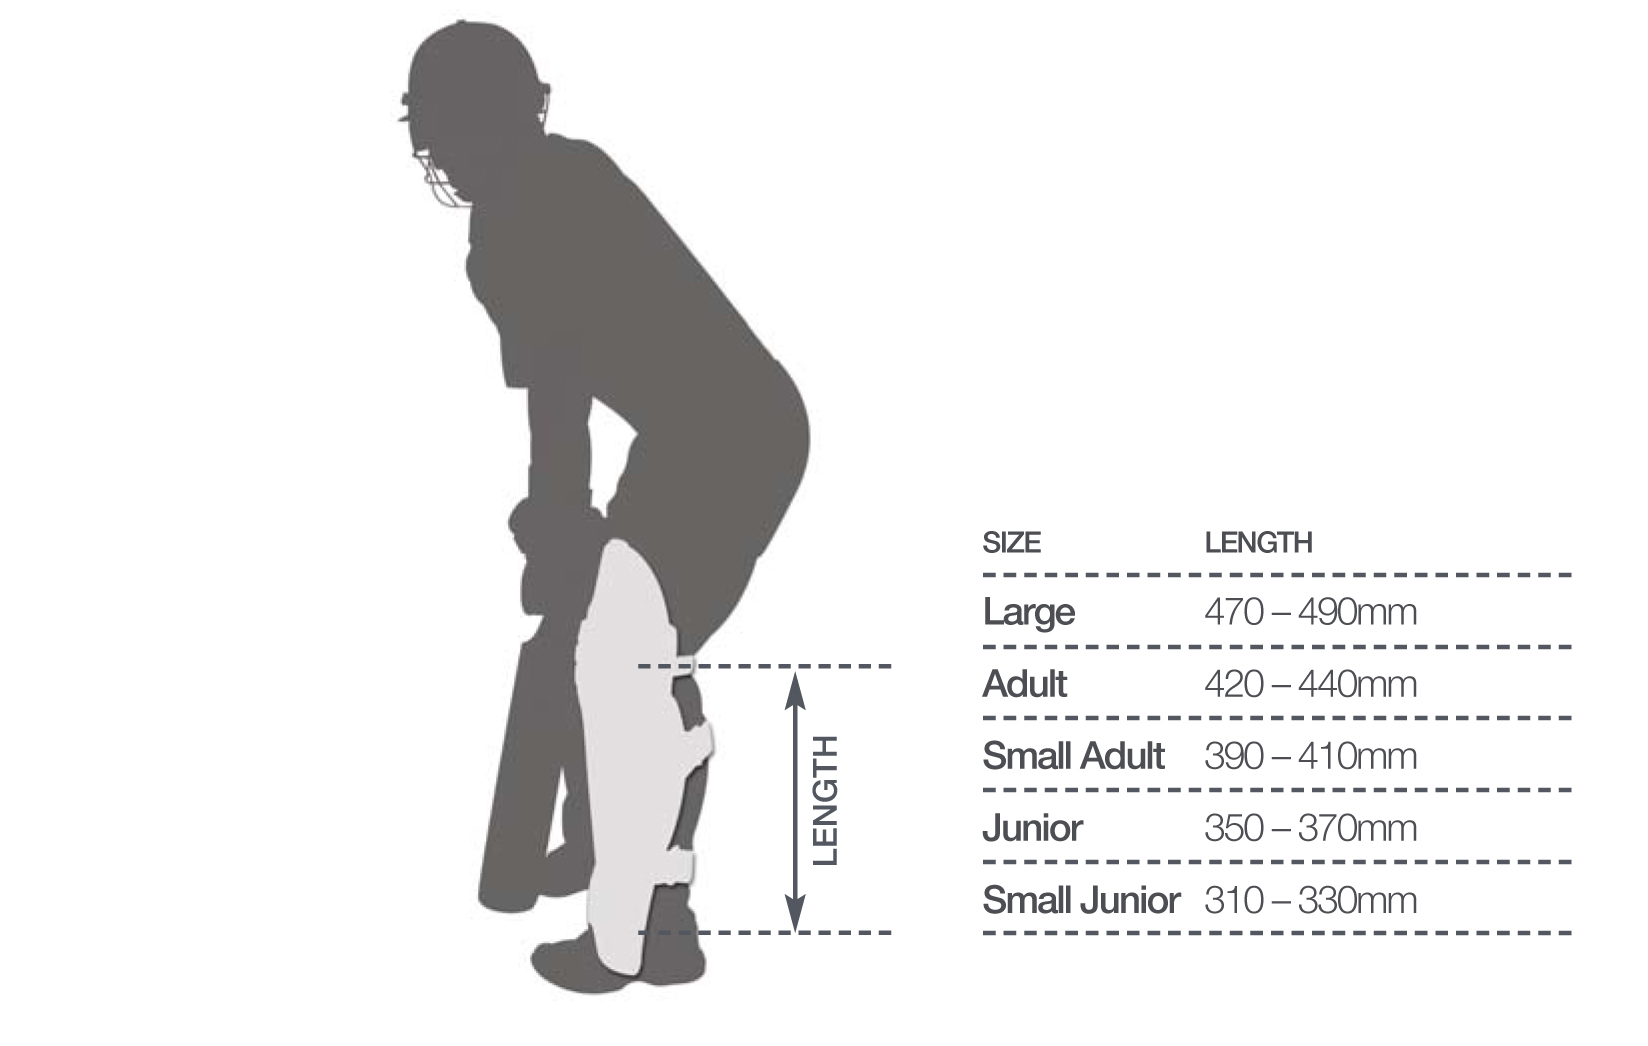 SIZE LENGTH
Large 470 – 490mm
Adult 420 – 440mm
Small Adult 390 – 410mm
Junior 350 – 370mm
Small Junior 310 – 330mm
LENGTH